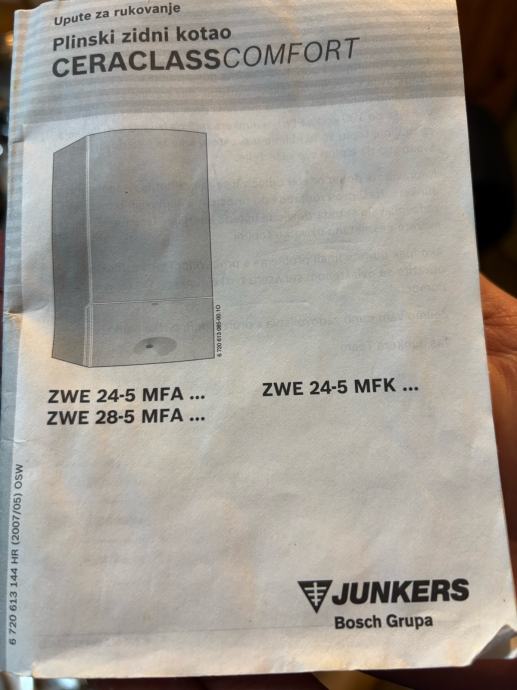 Upute za rukovanje
Plinski zidni kotao
CERACLASSCOMFORT
6 720 613 085-00.1O
ZWE 24-5 MFA ...
ZWE 28-5 MFA ...
ZWE 24-5 MFK ...
6 720 613 144 HR (2007/05) OSW
JUNKERS
Bosch Grupa